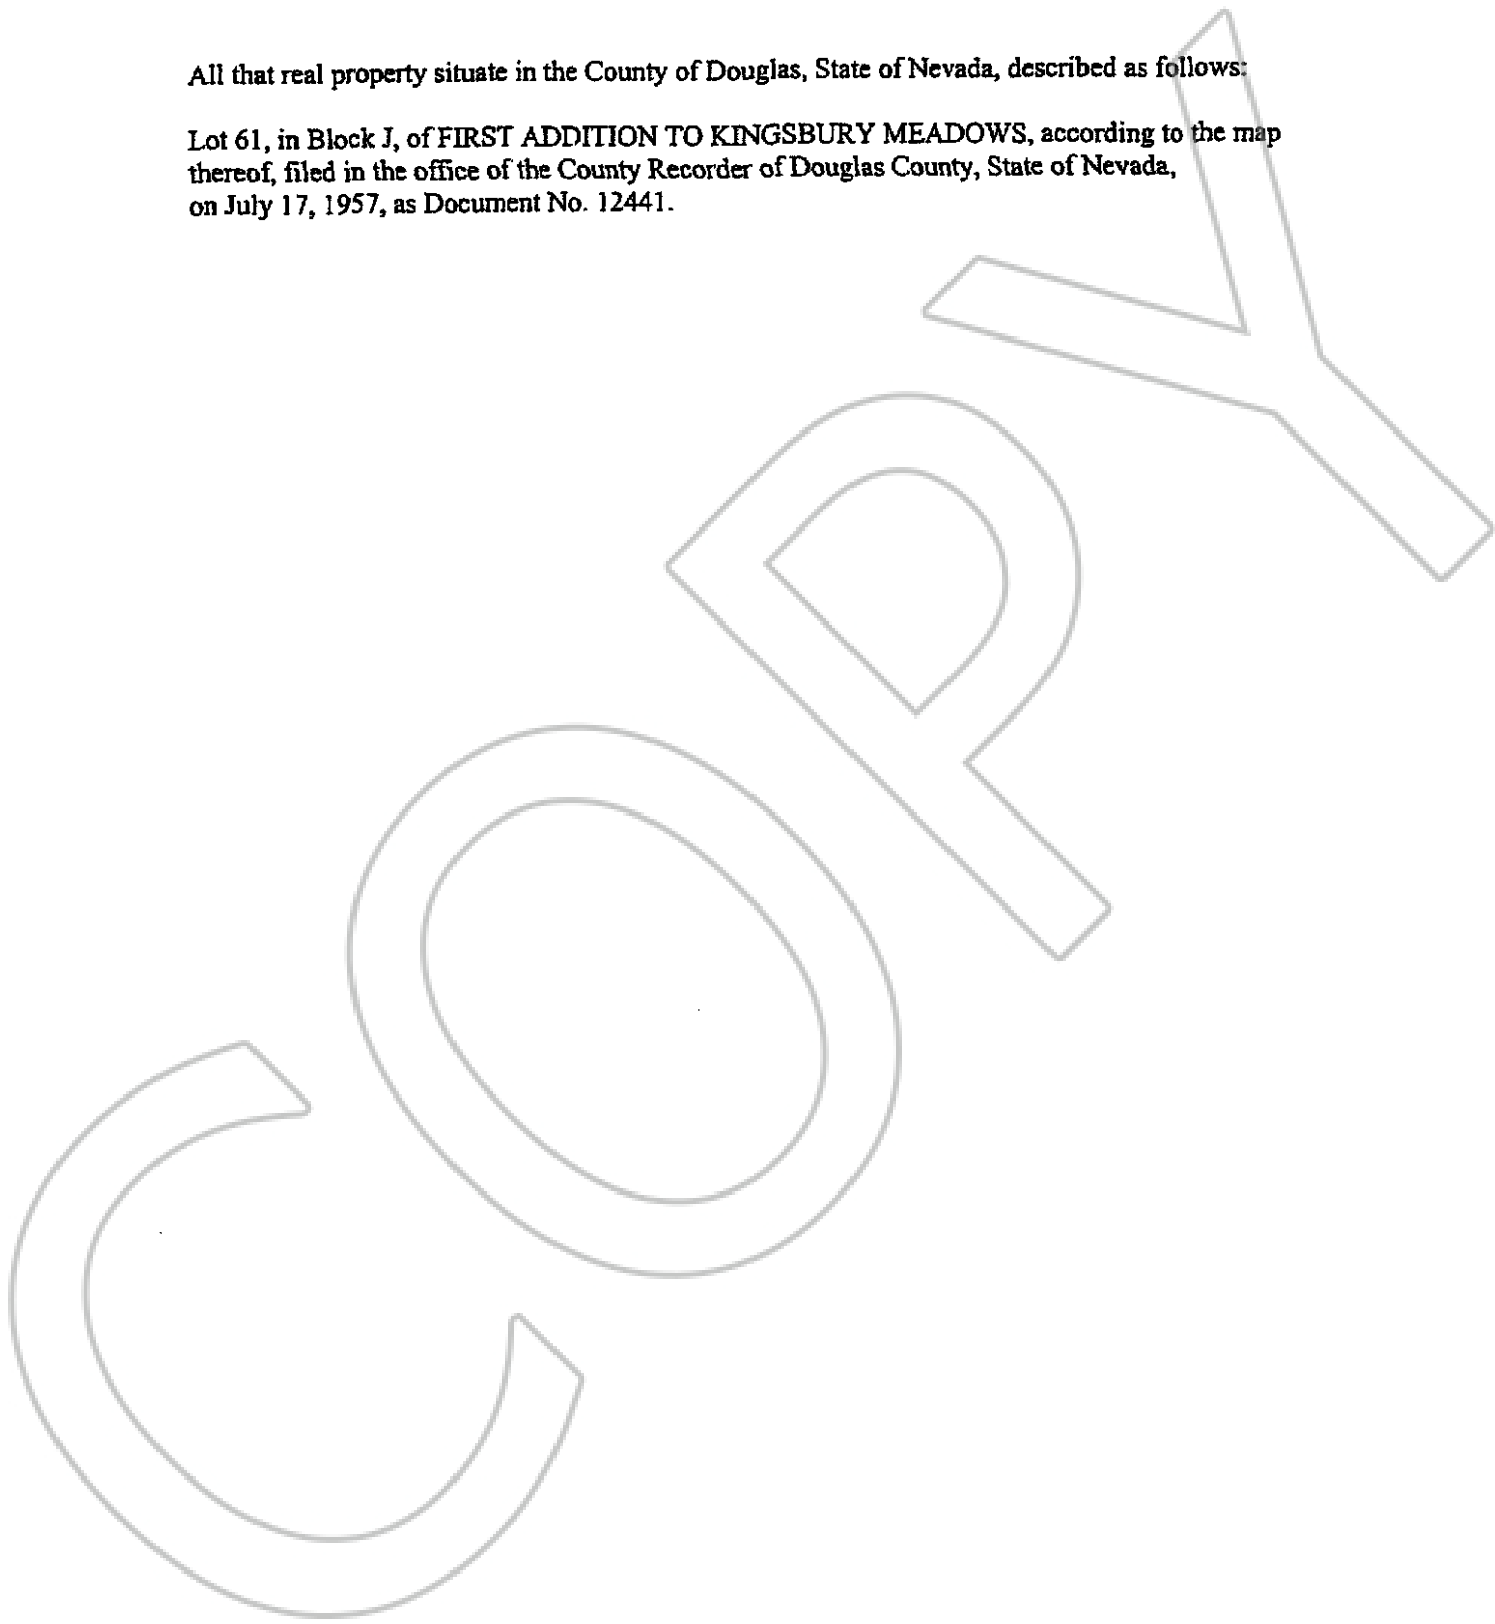 All that real property situate in the County of Douglas, State of Nevada, described as follows:
Lot 61, in Block J, of FIRST ADDITION TO KINGSBURY MEADOWS, according to the map
thereof, filed in the office of the County Recorder of Douglas County, State of Nevada,
on July 17, 1957, as Document No. 12441.
COPY